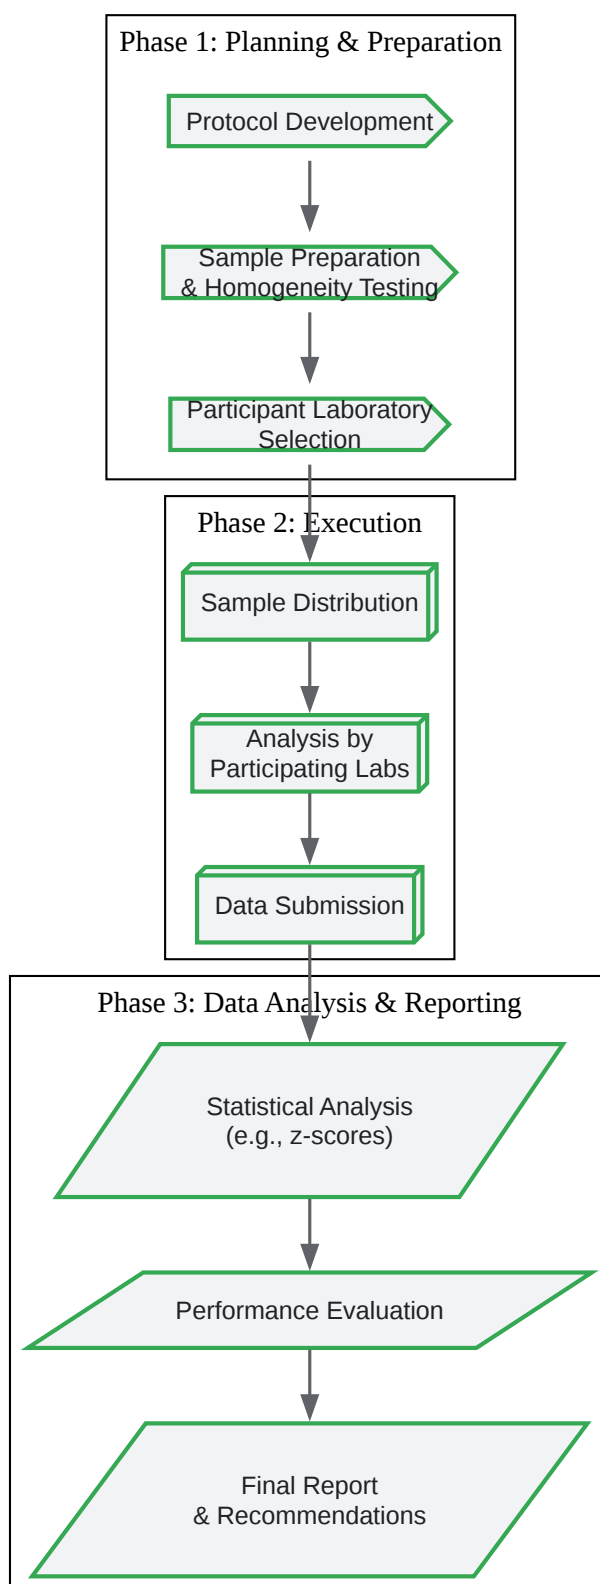 Phase 1: Planning & Preparation
Protocol Development
Sample Preparation
& Homogeneity Testing
Participant Laboratory
Selection
Phase 2: Execution
Sample Distribution
Analysis by
Participating Labs
Data Submission
Phase 3: Data Analysis & Reporting
Statistical Analysis
(e.g., z-scores)
Performance Evaluation
Final Report
& Recommendations